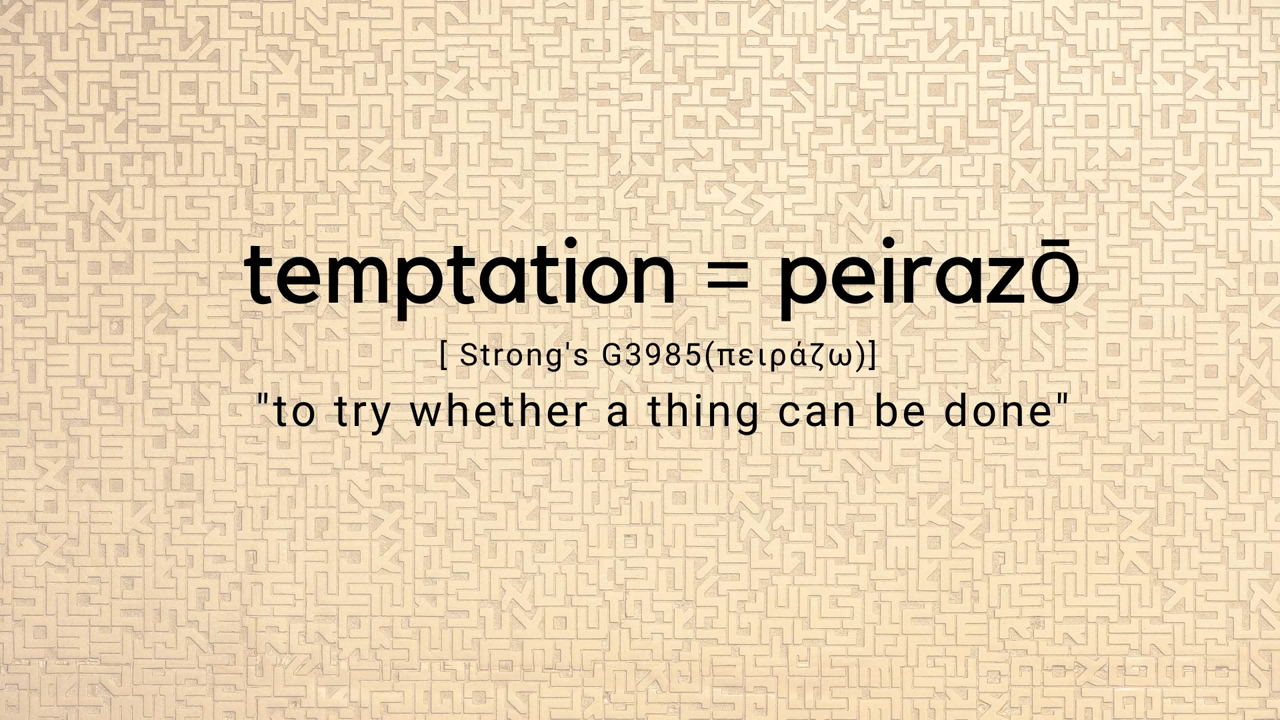 temptation = peirazō
[ Strong's G3985(πειράζω)]
"to try whether a thing can be done"